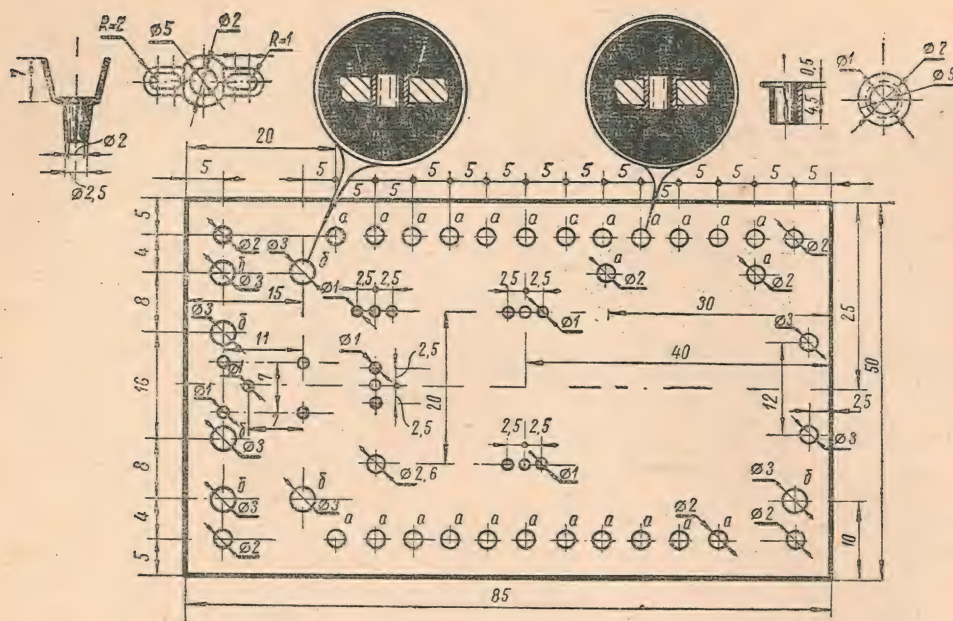 R=2 Ø5 Ø2 R=1
7
Ø2
Ø2,5
Ø1 Ø2
0,5
4,5
Ø5
20
5 5 5 5 5 5 5 5 5 5
5 5 5 5
5 а а а а а а а а а а а а
Ø2 Ø3 Ø2
4 б Ø3 б а Ø2 а Ø2
15 Ø1 2,5 2,5 2,5 2,5 Ø1 30
8 Ø3 б Ø3 25
11 Ø1 2,5 40
16 Ø1 7 20 12 50
Ø1 7 2,5 2,5
б Ø3 2,5 2,5 Ø3
8 Ø2,6 Ø1 Ø3
б Ø3 б Ø3 б
4 Ø2 а а а а а а а а а а Ø2 Ø2 10
5
85